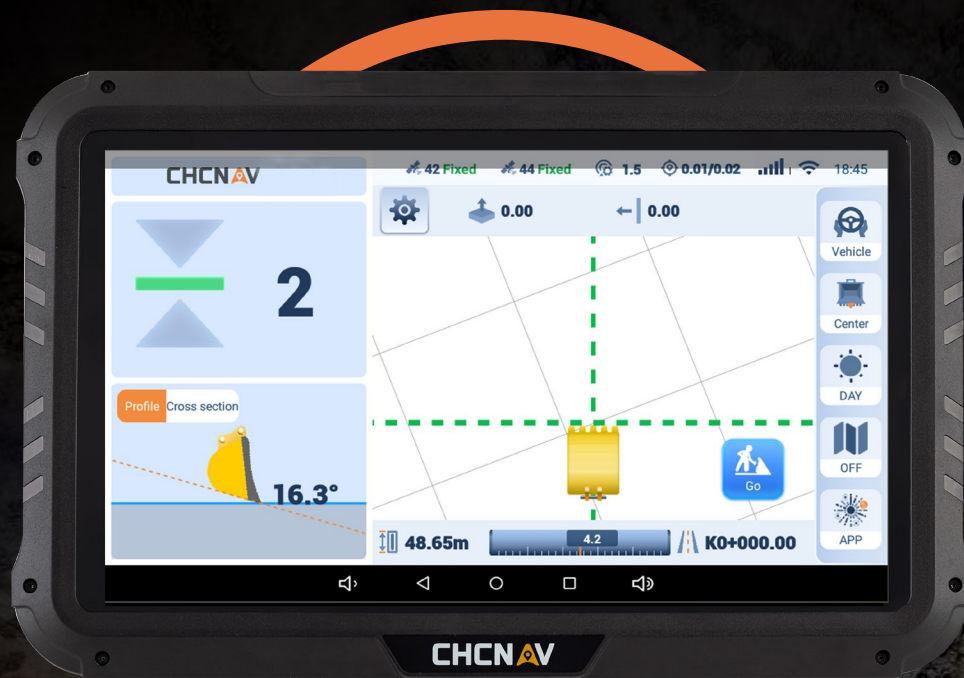 CHCNAV
42 Fixed 44 Fixed 1.5 0.01/0.02 18:45
0.00 0.00
2
Profile Cross section
16.3°
Go
48.65m 4.2 K0+000.00
Vehicle
Center
DAY
OFF
APP
CHCNAV